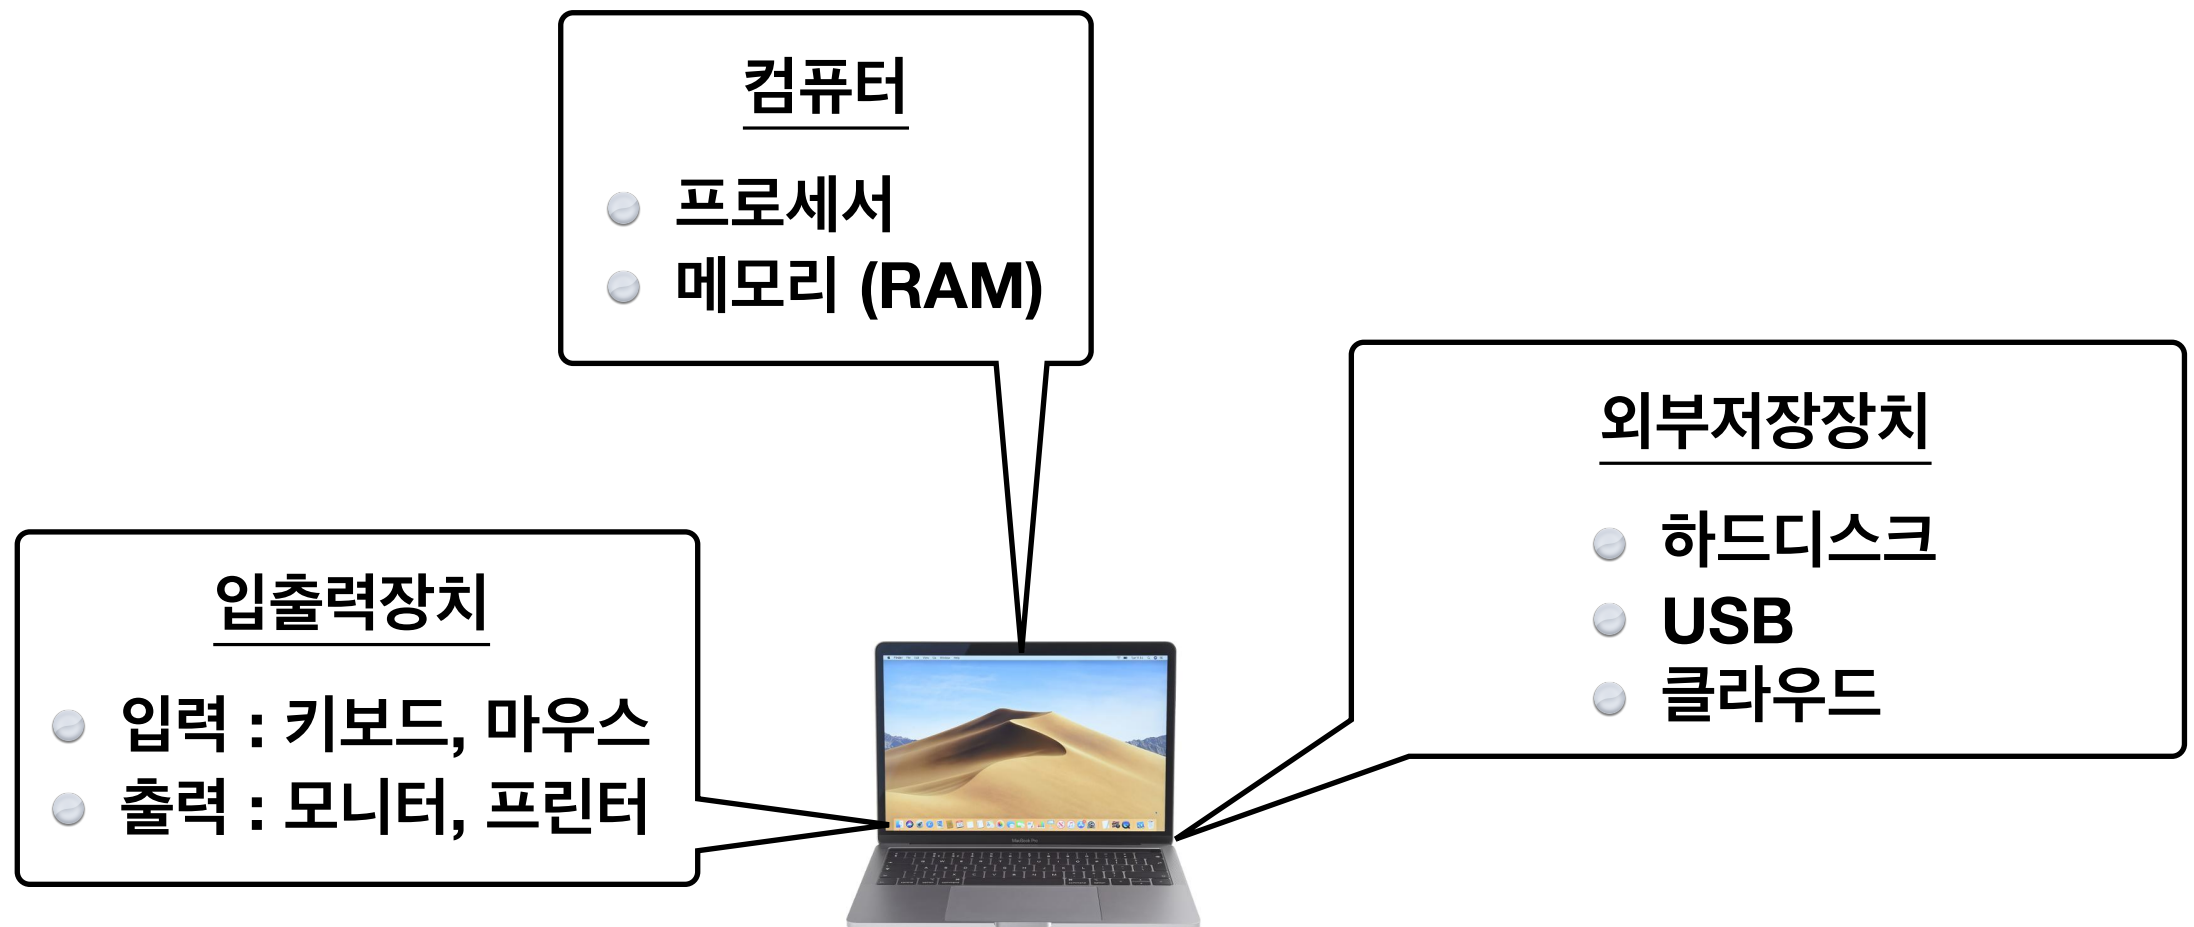 컴퓨터
프로세서
메모리 (RAM)
외부저장장치
하드디스크
USB
클라우드
입출력장치
입력 : 키보드, 마우스
출력 : 모니터, 프린터
MacBook Pro